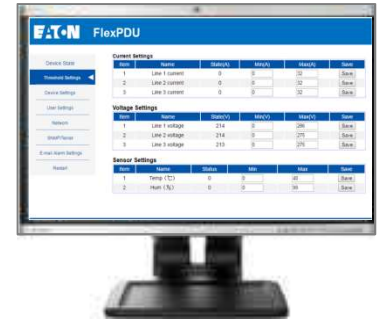 EATON FlexPDU
Device State
Threshold Settings
Device Settings
User Settings
Network
SNMP/Telnet
E-mail Alarm Settings
Restart
Current Settings
Item Name State(A) Min(A) Max(A) Save
1 Line 1 current 0 0 32 Save
2 Line 2 current 0 0 32 Save
3 Line 3 current 0 0 32 Save
Voltage Settings
Item Name State(V) Min(V) Max(V) Save
1 Line 1 voltage 214 0 Save
2 Line 2 voltage 214 0 275 Save
3 Line 3 voltage 213 0 275 Save
Sensor Settings
Item Name Status Min Max Save
1 Temp (℃) 0 0 Save
2 Hum (%) 0 0 Save